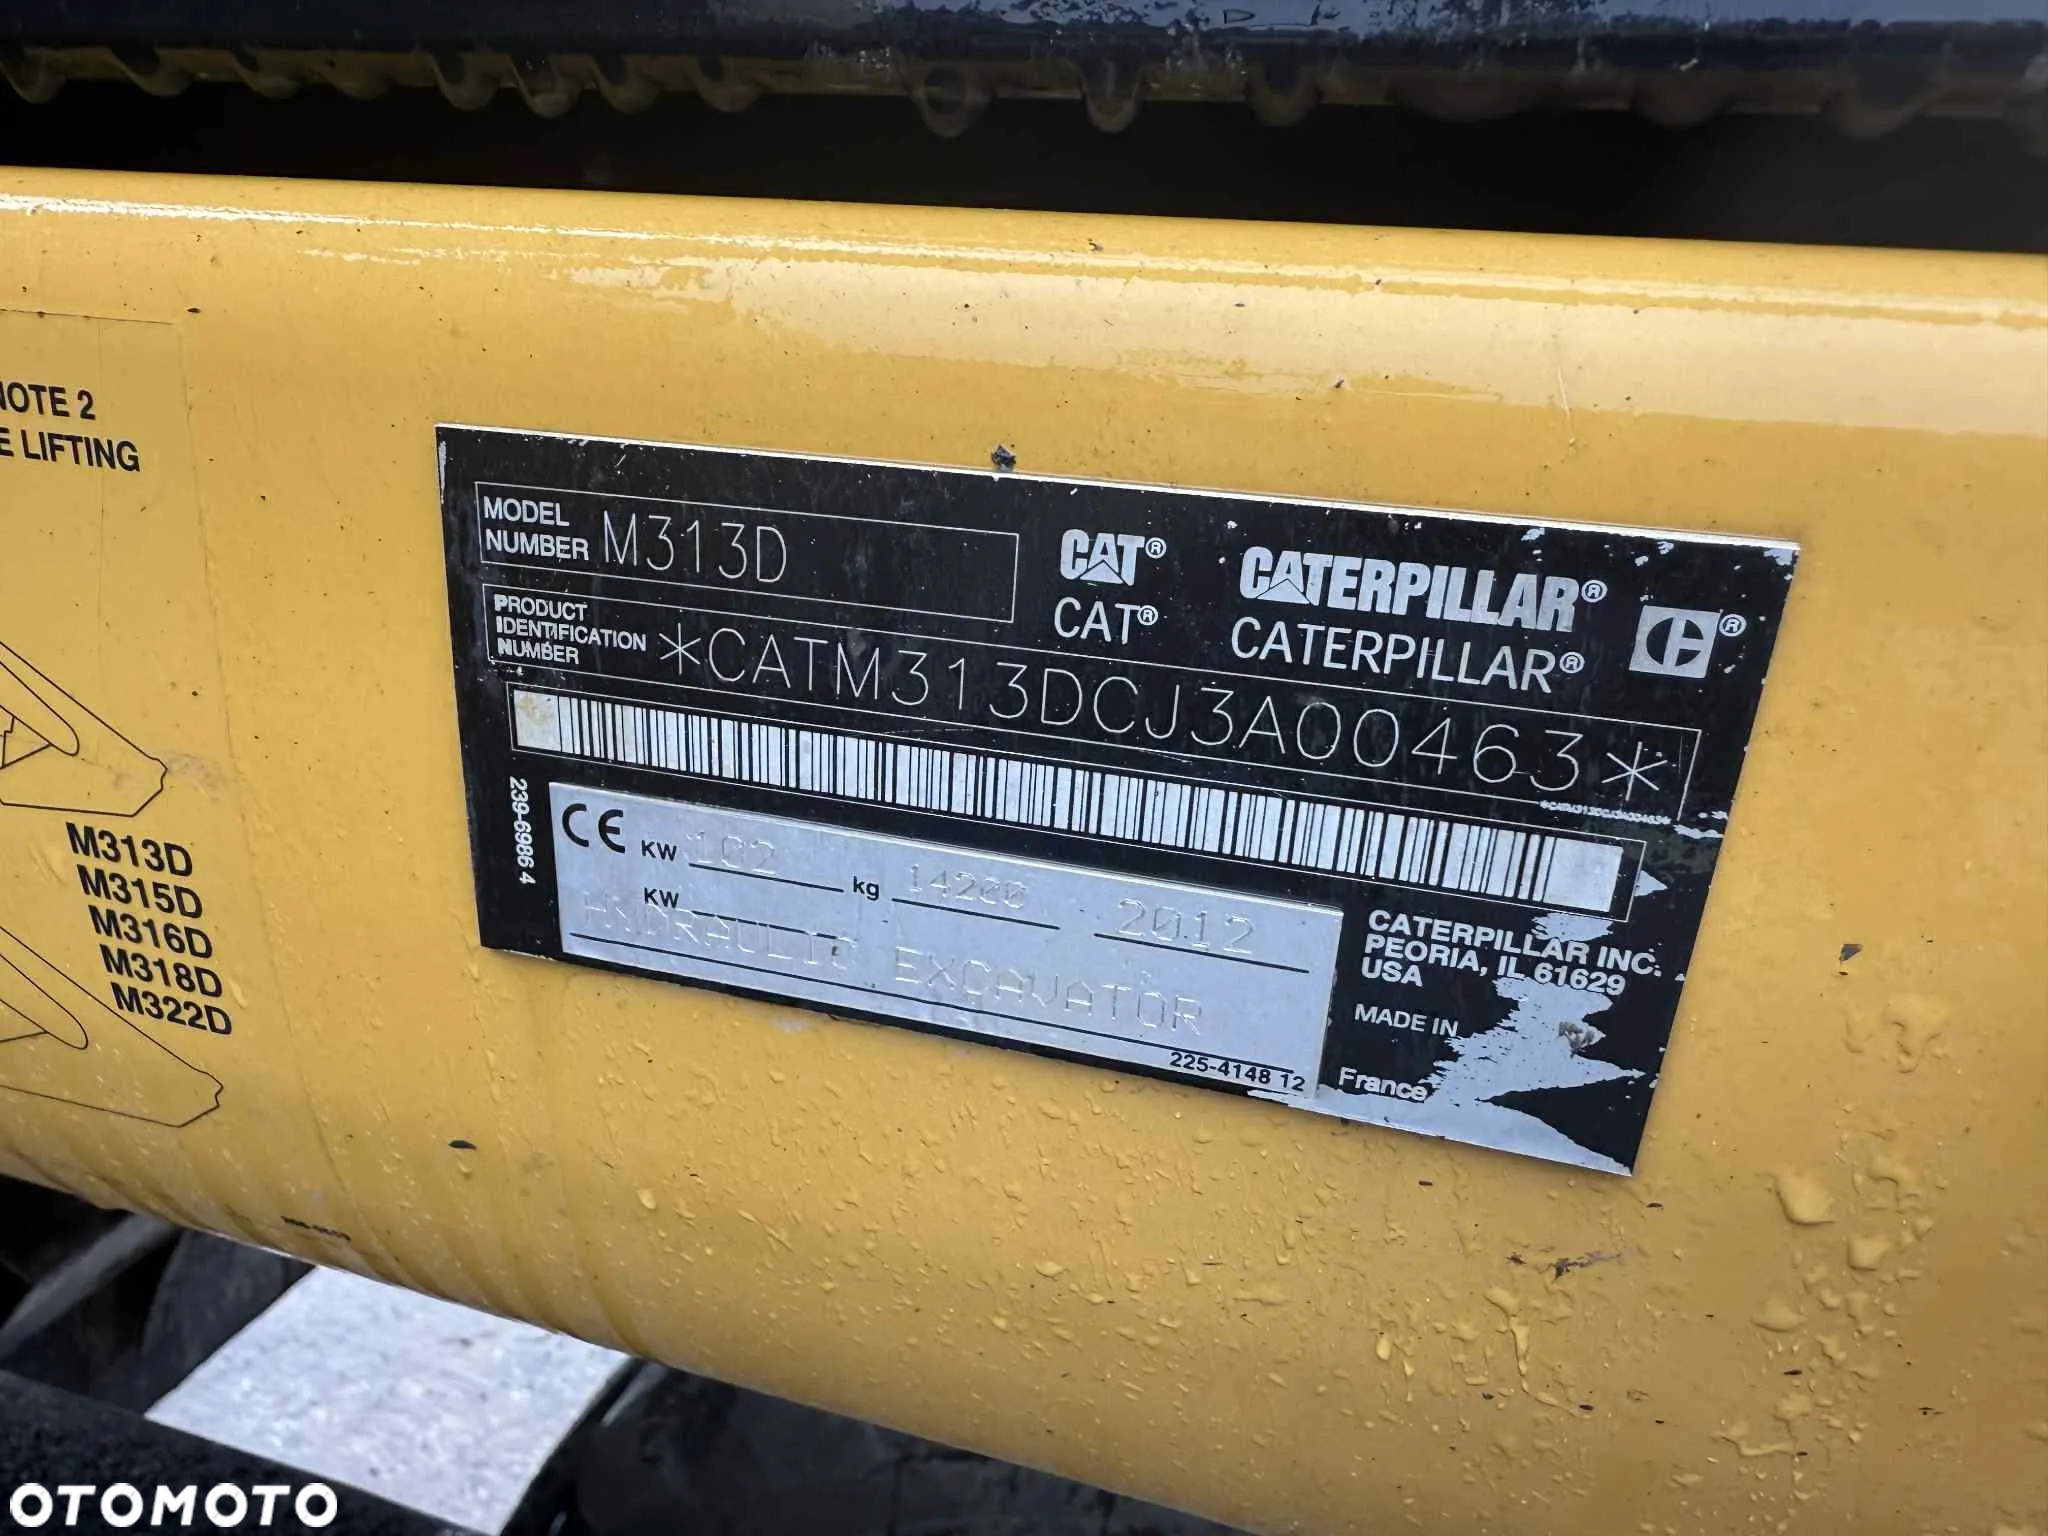 NOTE 2
E LIFTING
M313D
M315D
M316D
M318D
M322D
MODEL NUMBER M313D
CAT® CATERPILLAR®
CAT® CATERPILLAR® C®
PRODUCT IDENTIFICATION NUMBER *CATM313DCJ3A00463*
*CATM313DCJ3A00463*
239-6986 4
CE KW 102 kg 14200 2012
KW
HYDRAULIC EXCAVATOR
225-4148 12
CATERPILLAR INC.
PEORIA, IL 61629
USA
MADE IN
France
OTOMOTO